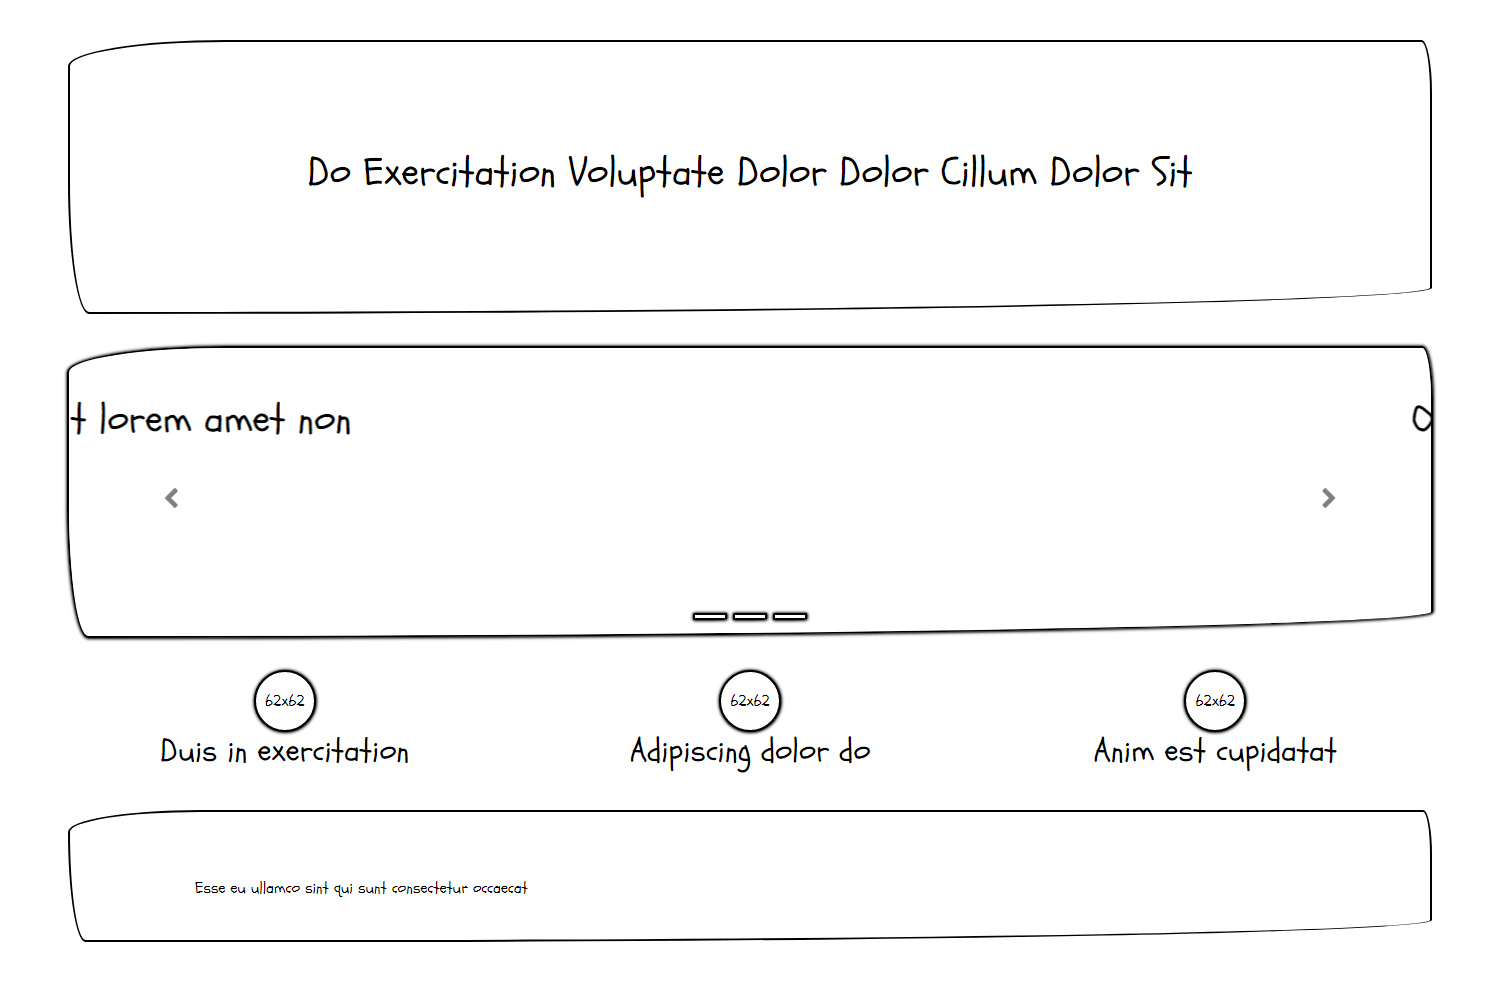 Do Exercitation Voluptate Dolor Dolor Cillum Dolor Sit
lorem amet non
62x62 62x62 62x62
Duis in exercitation Adipiscing dolor do Anim est cupidatat
Esse eu ullamco sint qui sunt consectetur occaecat